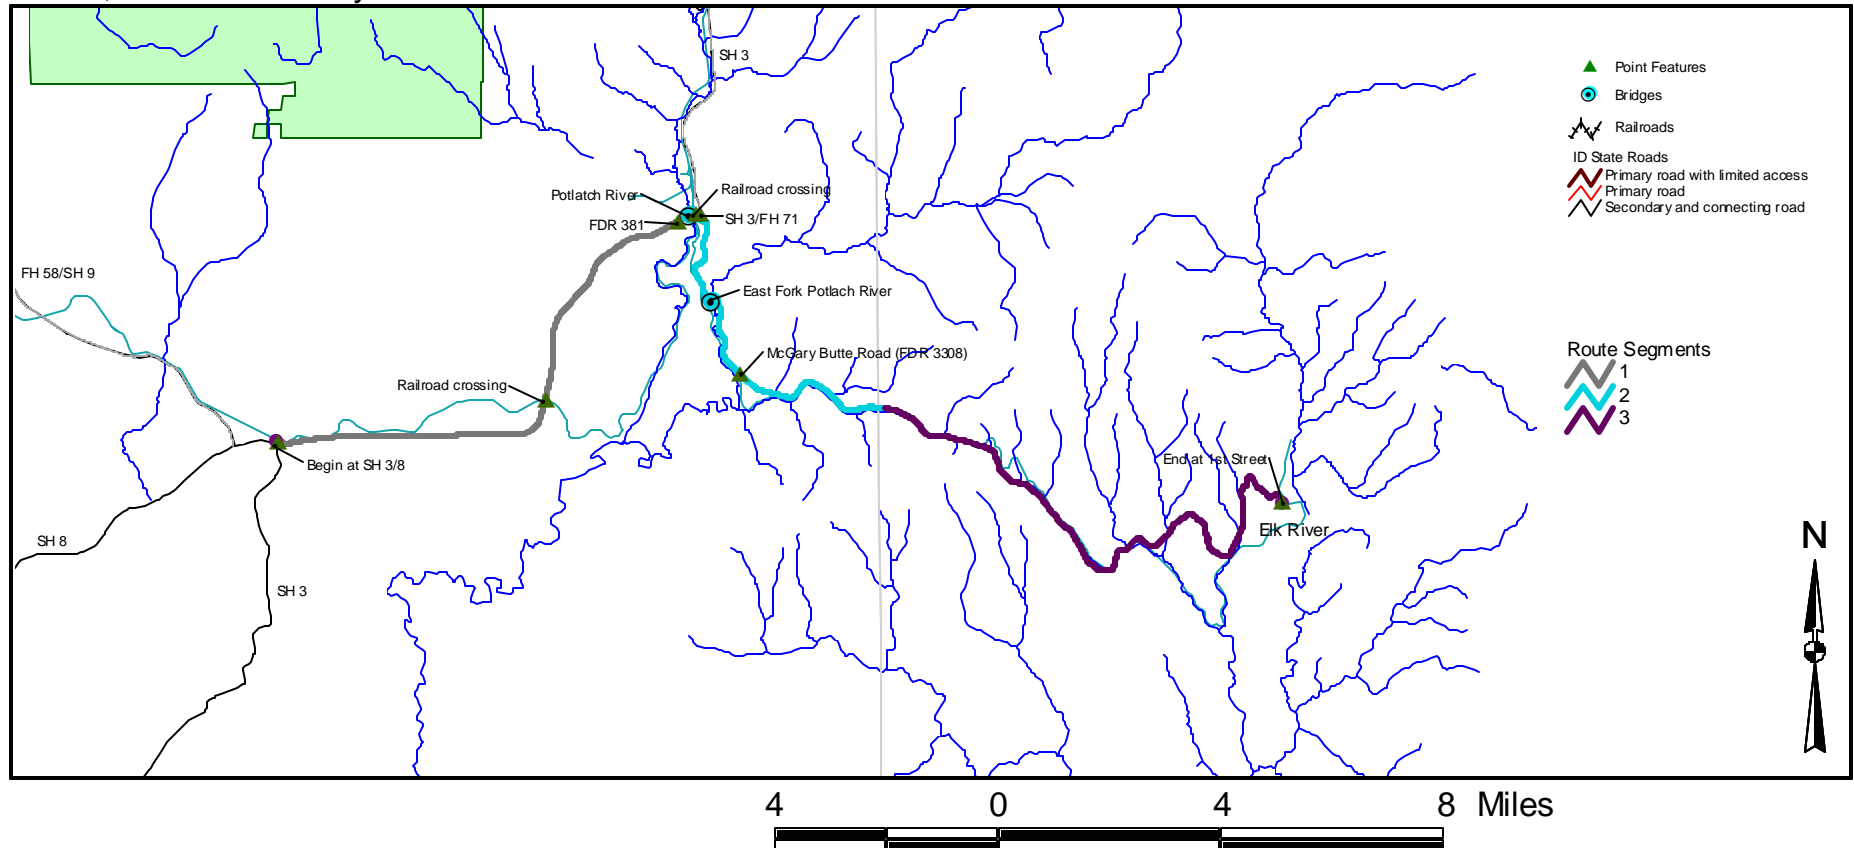 SH 3
Point Features
Bridges
Railroads
ID State Roads
Primary road with limited access
Primary road
Secondary and connecting road
Potlatch River
Railroad crossing
FDR 381
SH 3/FH 71
FH 58/SH 9
East Fork Potlach River
McGary Butte Road (FDR 3308)
Route Segments
1
2
3
Railroad crossing
Begin at SH 3/8
End at 1st Street
Elk River
SH 8
SH 3
N
4 0 4 8 Miles